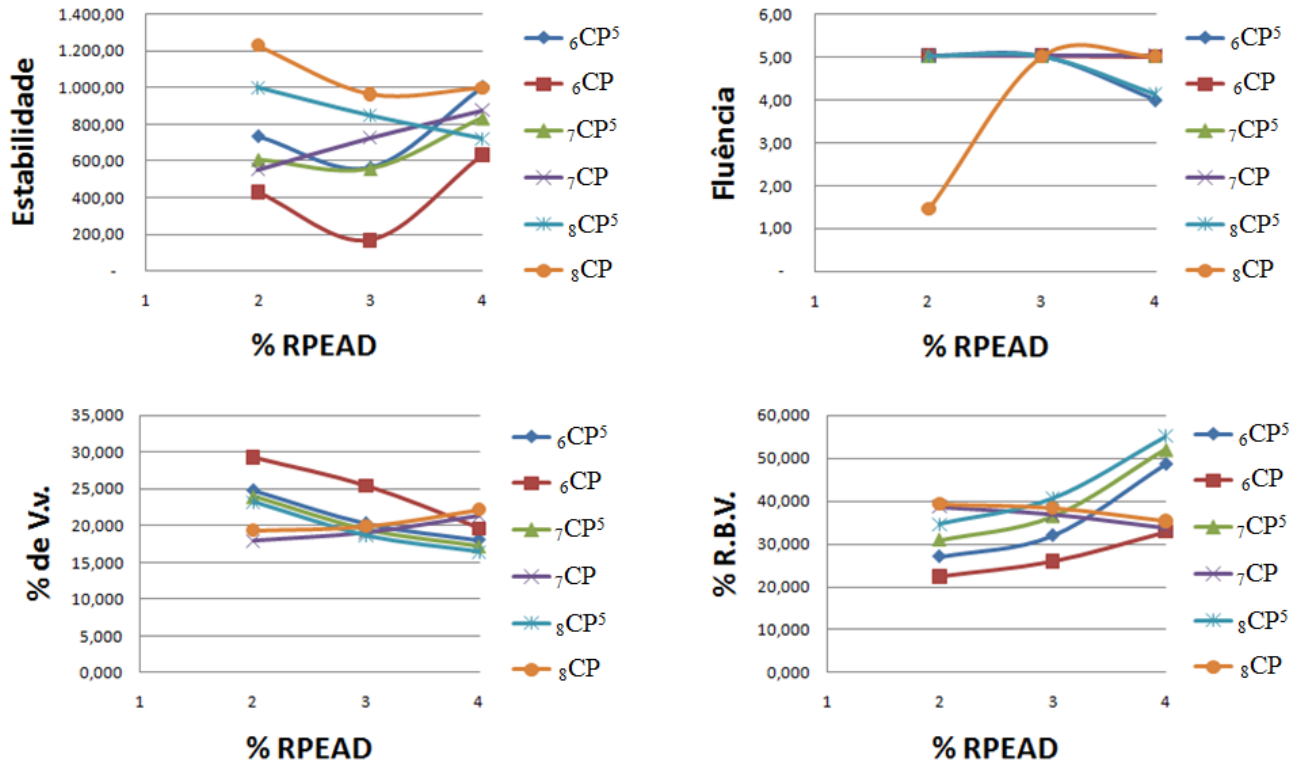 Estabilidade
1.400,00
1.200,00
1.000,00
800,00
600,00
400,00
200,00
-
1 2 3 4
% RPEAD
₆CP⁵
₆CP
₇CP⁵
₇CP
₈CP⁵
₈CP
Fluência
6,00
5,00
4,00
3,00
2,00
1,00
-
1 2 3 4
% RPEAD
₆CP⁵
₆CP
₇CP⁵
₇CP
₈CP⁵
₈CP
% de V.v.
35,000
30,000
25,000
20,000
15,000
10,000
5,000
0,000
1 2 3 4
% RPEAD
₆CP⁵
₆CP
₇CP⁵
₇CP
₈CP⁵
₈CP
% R.B.V.
60,000
50,000
40,000
30,000
20,000
10,000
0,000
1 2 3 4
% RPEAD
₆CP⁵
₆CP
₇CP⁵
₇CP
₈CP⁵
₈CP